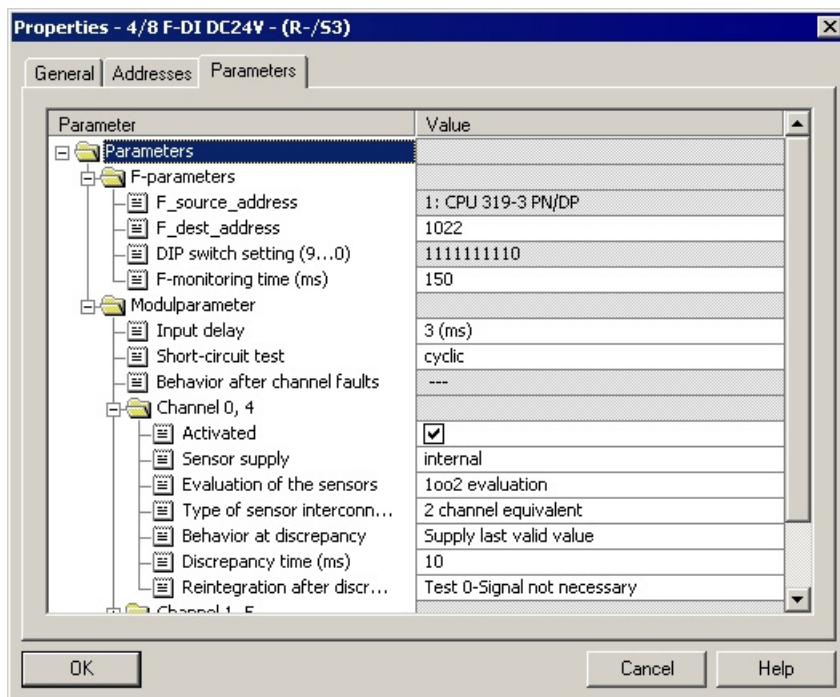 Properties - 4/8 F-DI DC24V - (R-/S3)
General Addresses Parameters
Parameter Value
Parameters
F-parameters
F_source_address 1: CPU 319-3 PN/DP
F_dest_address 1022
DIP switch setting (9...0) 1111111110
F-monitoring time (ms) 150
Modulparameter
Input delay 3 (ms)
Short-circuit test cyclic
Behavior after channel faults ---
Channel 0, 4
Activated
Sensor supply internal
Evaluation of the sensors 1oo2 evaluation
Type of sensor interconn... 2 channel equivalent
Behavior at discrepancy Supply last valid value
Discrepancy time (ms) 10
Reintegration after discr... Test 0-Signal not necessary
Channel 1, 5
OK Cancel Help